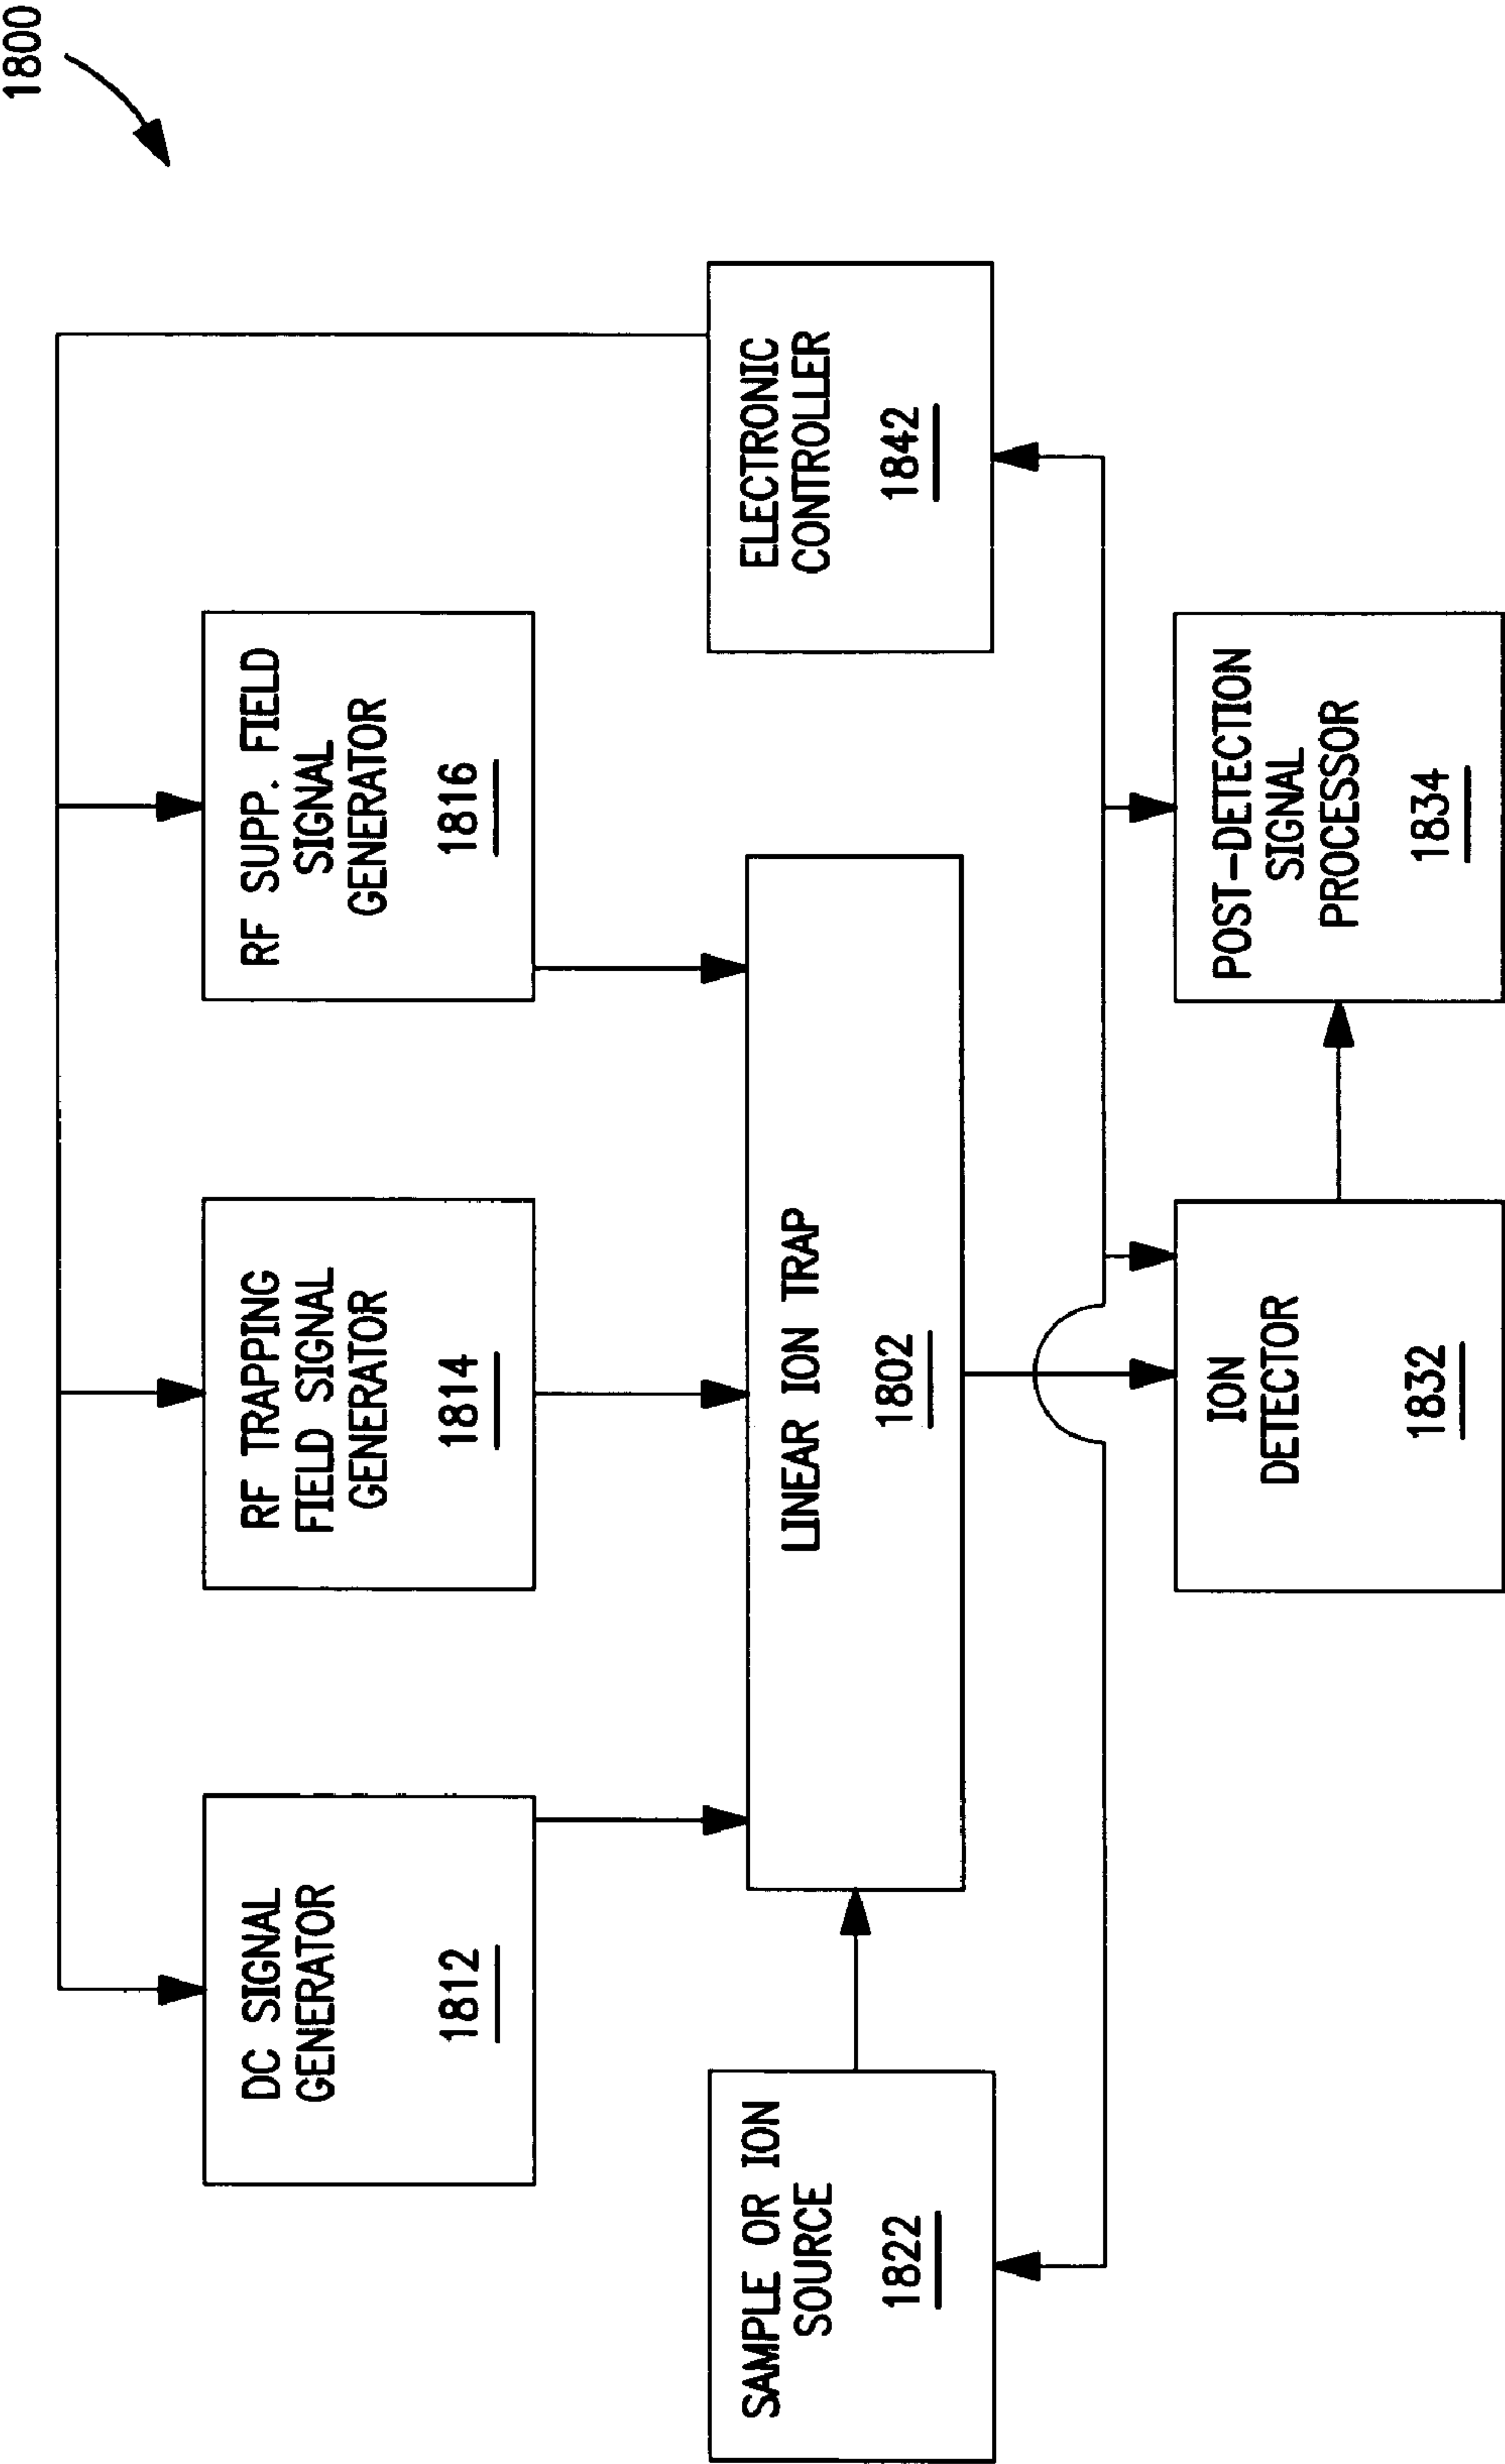 1800
DC SIGNAL
GENERATOR
1812
RF TRAPPING
FIELD SIGNAL
GENERATOR
1814
RF SUPP. FIELD
SIGNAL
GENERATOR
1816
SAMPLE OR ION
SOURCE
1822
LINEAR ION TRAP
1802
ELECTRONIC
CONTROLLER
1842
ION
DETECTOR
1832
POST-DETECTION
SIGNAL
PROCESSOR
1834